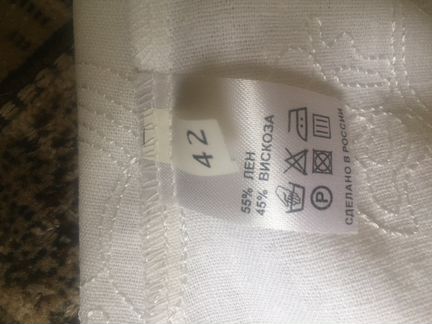 42
55% ЛЕН
45% ВИСКОЗА
P
СДЕЛАНО В РОССИИ